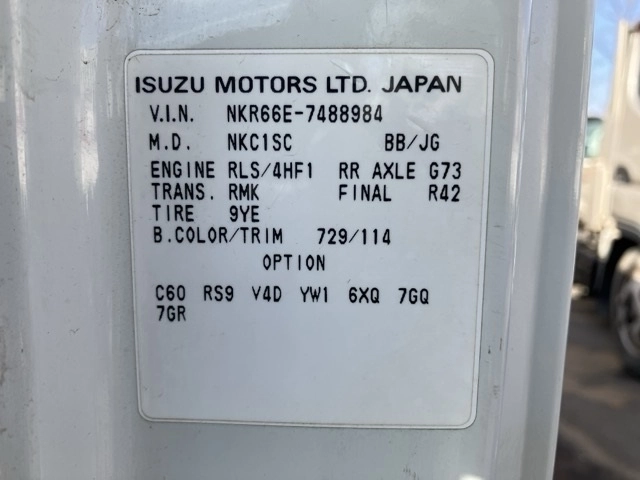 ISUZU MOTORS LTD. JAPAN
V.I.N. NKR66E-7488984
M.D. NKC1SC BB/JG
ENGINE RLS/4HF1 RR AXLE G73
TRANS. RMK FINAL R42
TIRE 9YE
B.COLOR/TRIM 729/114
OPTION
C60 RS9 V4D YW1 6XQ 7GQ
7GR